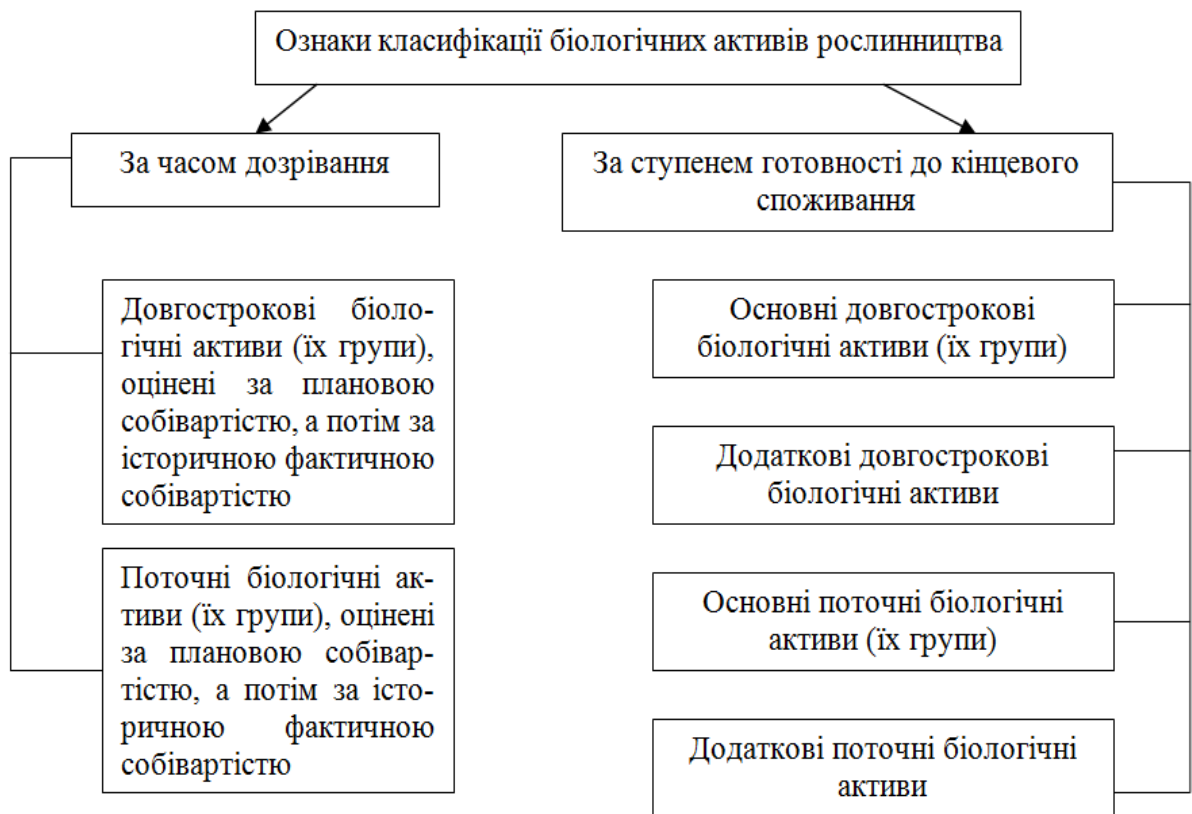 Ознаки класифікації біологічних активів рослинництва
За часом дозрівання
За ступенем готовності до кінцевого
споживання
Довгострокові біоло-
гічні активи (їх групи),
оцінені за плановою
собівартістю, а потім за
історичною фактичною
собівартістю
Поточні біологічні ак-
тиви (їх групи), оцінені
за плановою собівар-
тістю, а потім за істо-
ричною фактичною
собівартістю
Основні довгострокові
біологічні активи (їх групи)
Додаткові довгострокові
біологічні активи
Основні поточні біологічні
активи (їх групи)
Додаткові поточні біологічні
активи